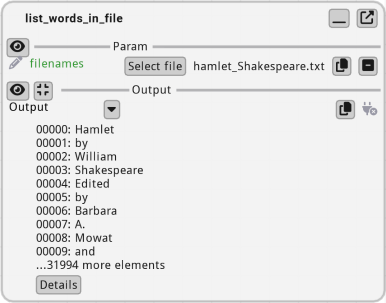 list_words_in_file
Param
filenames Select file hamlet_Shakespeare.txt
Output
Output
00000: Hamlet
00001: by
00002: William
00003: Shakespeare
00004: Edited
00005: by
00006: Barbara
00007: A.
00008: Mowat
00009: and
...31994 more elements
Details